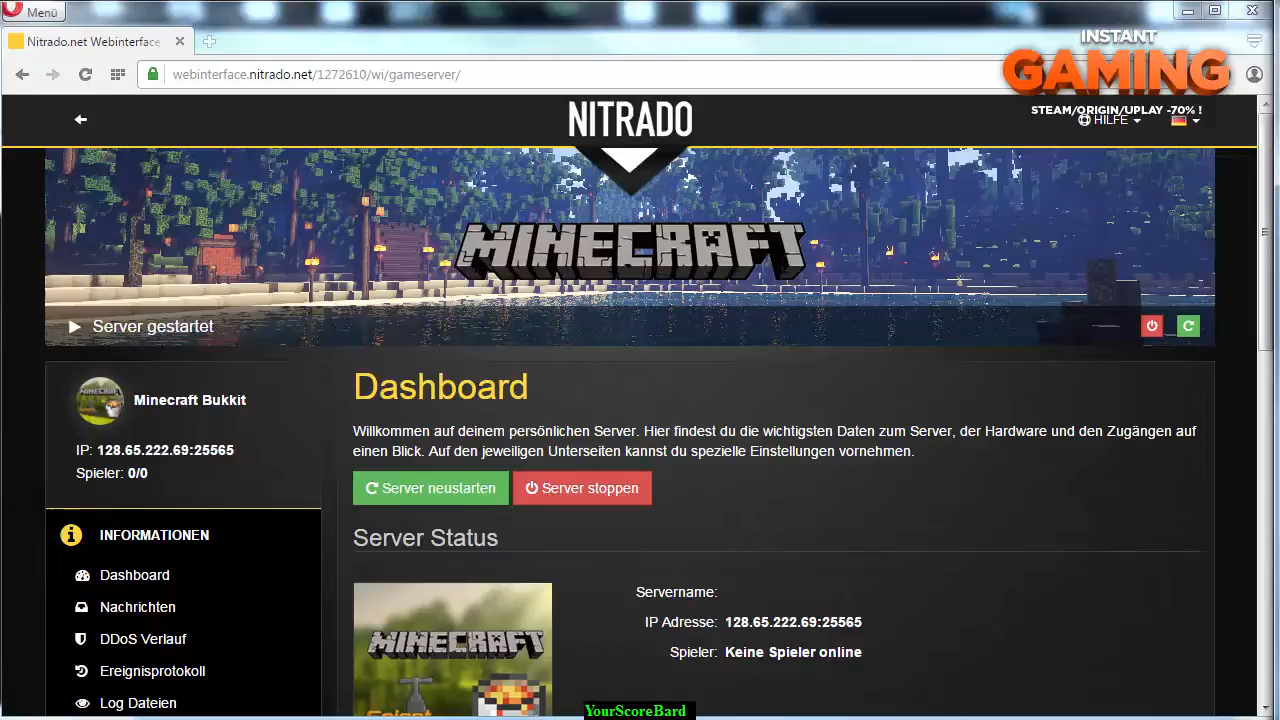 Menü
Nitrado.net Webinterface
webinterface.nitrado.net/1272610/wi/gameserver/
INSTANT
GAMING
STEAM/ORIGIN/UPLAY -70% !
NITRADO
HILFE
MINECRAFT
Server gestartet
Minecraft Bukkit
IP: 128.65.222.69:25565
Spieler: 0/0
INFORMATIONEN
Dashboard
Nachrichten
DDoS Verlauf
Ereignisprotokoll
Log Dateien
Dashboard
Willkommen auf deinem persönlichen Server. Hier findest du die wichtigsten Daten zum Server, der Hardware und den Zugängen auf
einen Blick. Auf den jeweiligen Unterseiten kannst du spezielle Einstellungen vornehmen.
Server neustarten
Server stoppen
Server Status
MINECRAFT
Servername:
IP Adresse: 128.65.222.69:25565
Spieler: Keine Spieler online
YourScoreBard